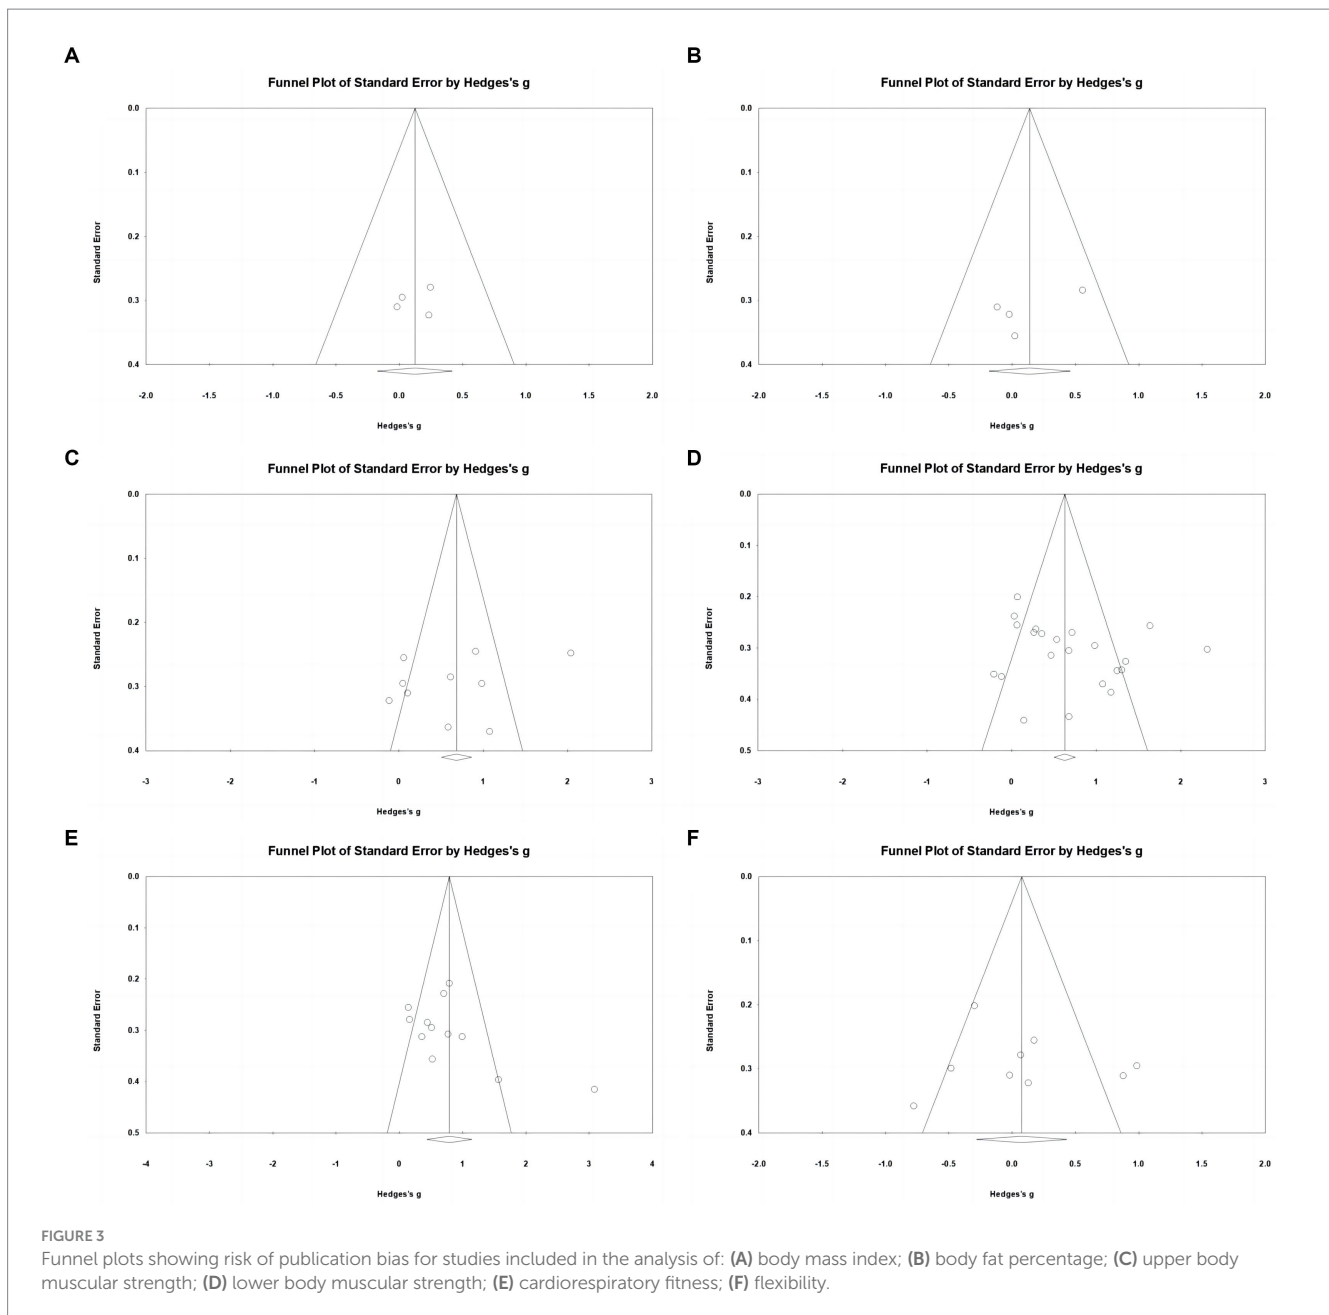 A
Funnel Plot of Standard Error by Hedges's g
0.0
0.1
0.2
0.3
0.4
Standard Error
-2.0 -1.5 -1.0 -0.5 0.0 0.5 1.0 1.5 2.0
Hedges's g
B
Funnel Plot of Standard Error by Hedges's g
0.0
0.1
0.2
0.3
0.4
Standard Error
-2.0 -1.5 -1.0 -0.5 0.0 0.5 1.0 1.5 2.0
Hedges's g
C
Funnel Plot of Standard Error by Hedges's g
0.0
0.1
0.2
0.3
0.4
Standard Error
-3 -2 -1 0 1 2 3
Hedges's g
D
Funnel Plot of Standard Error by Hedges's g
0.0
0.1
0.2
0.3
0.4
0.5
Standard Error
-3 -2 -1 0 1 2 3
Hedges's g
E
Funnel Plot of Standard Error by Hedges's g
0.0
0.1
0.2
0.3
0.4
0.5
Standard Error
-4 -3 -2 -1 0 1 2 3 4
Hedges's g
F
Funnel Plot of Standard Error by Hedges's g
0.0
0.1
0.2
0.3
0.4
Standard Error
-2.0 -1.5 -1.0 -0.5 0.0 0.5 1.0 1.5 2.0
Hedges's g
FIGURE 3
Funnel plots showing risk of publication bias for studies included in the analysis of: (A) body mass index; (B) body fat percentage; (C) upper body
muscular strength; (D) lower body muscular strength; (E) cardiorespiratory fitness; (F) flexibility.